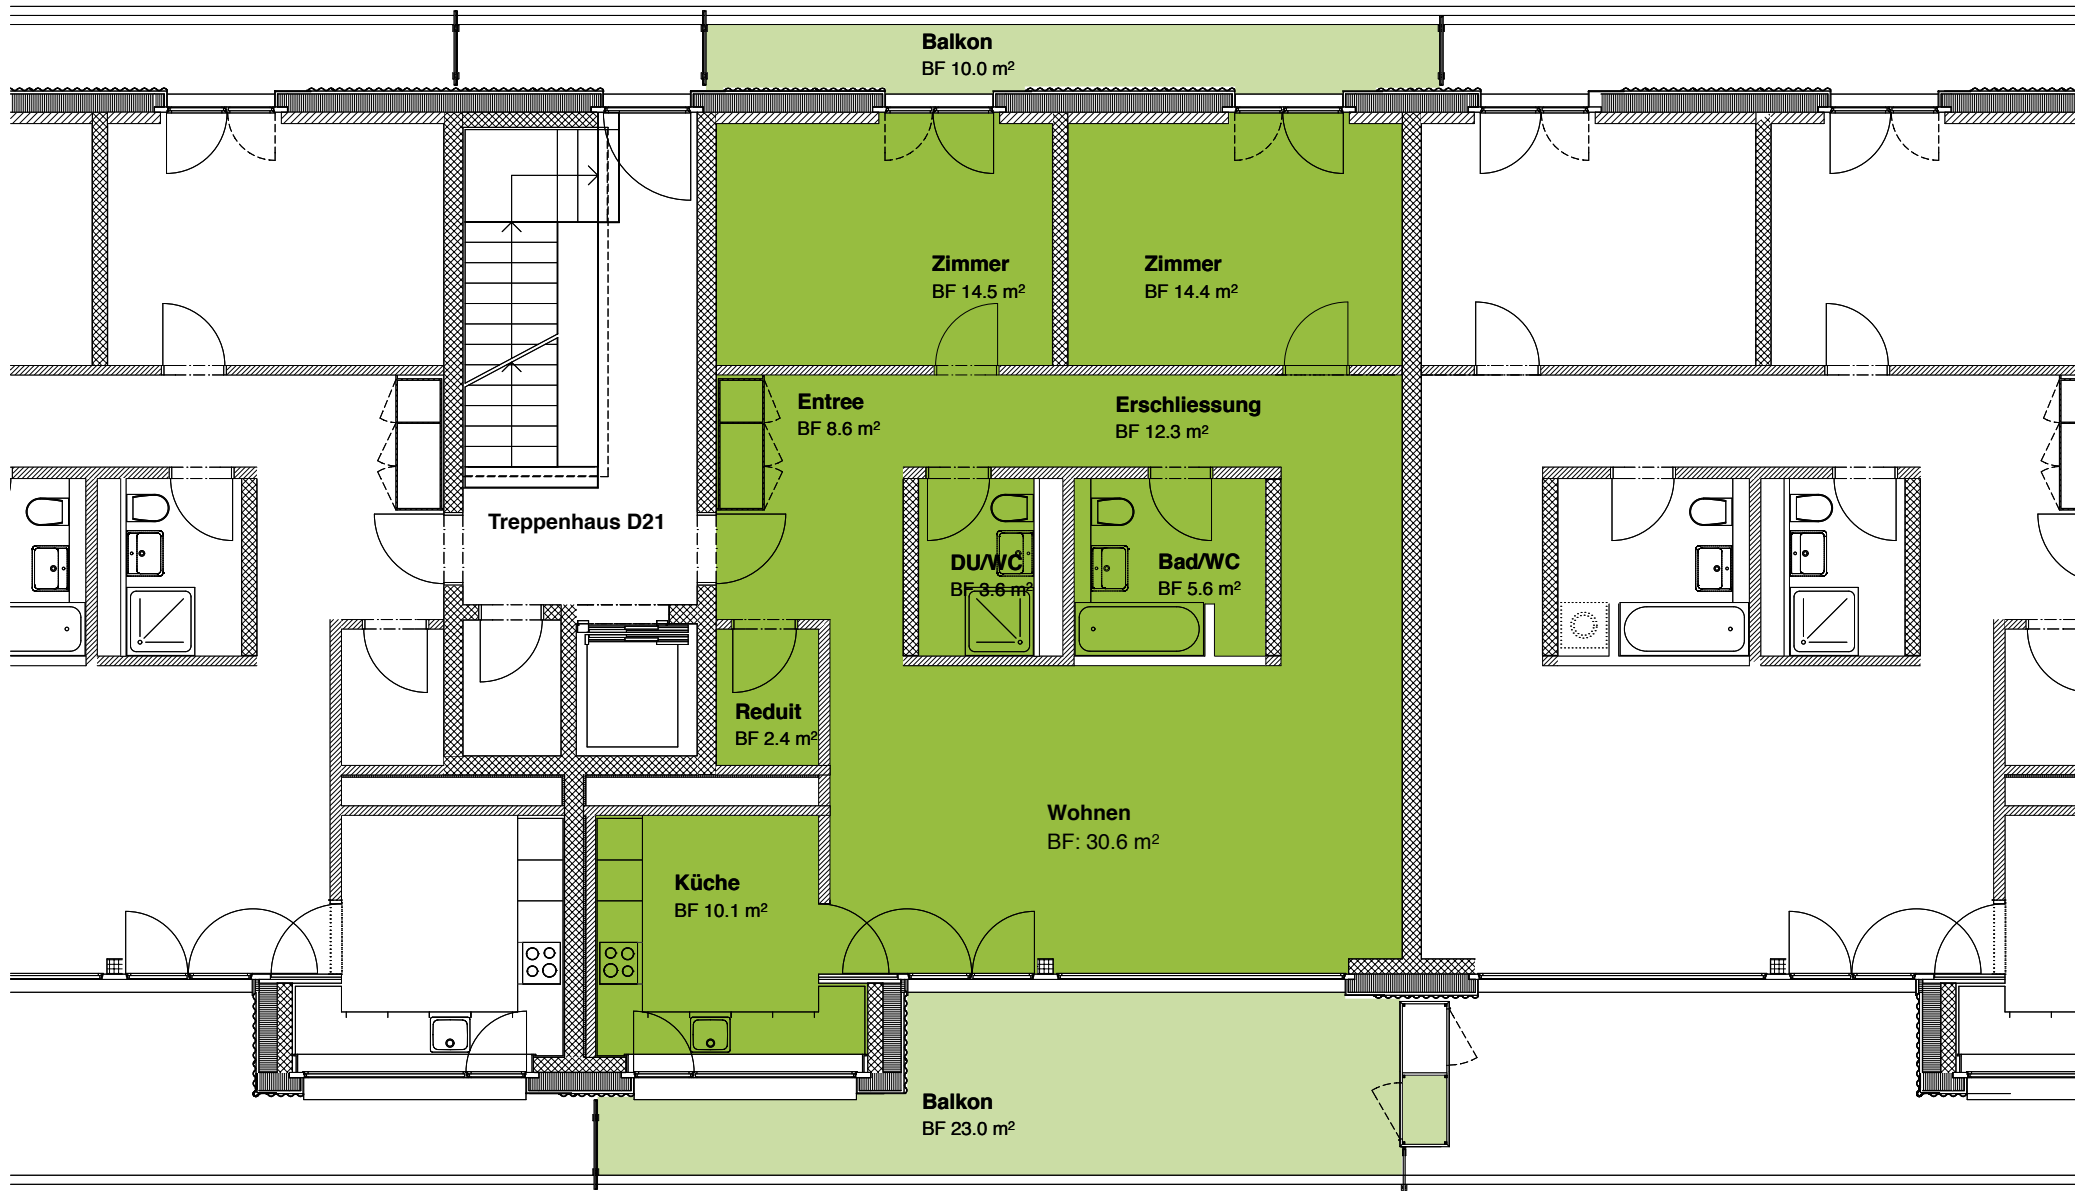 Balkon
BF 10.0 m²
Zimmer
BF 14.5 m²
Zimmer
BF 14.4 m²
Entree
BF 8.6 m²
Erschliessung
BF 12.3 m²
Treppenhaus D21
DU/WC
BF 3.6 m²
Bad/WC
BF 5.6 m²
Reduit
BF 2.4 m²
Wohnen
BF: 30.6 m²
Küche
BF 10.1 m²
Balkon
BF 23.0 m²